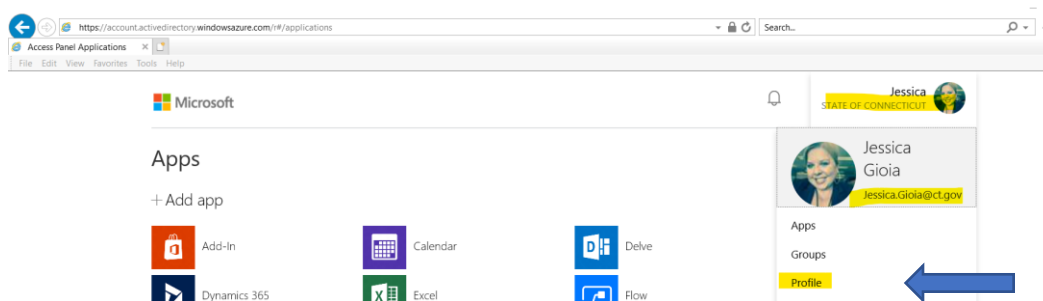 https://account.activedirectory.windowsazure.com/r#/applications
Search...
Access Panel Applications
File Edit View Favorites Tools Help
Microsoft
Jessica
STATE OF CONNECTICUT
Apps
Jessica
Gioia
Jessica.Gioia@ct.gov
+ Add app
Apps
Add-In
Calendar
Delve
Groups
Profile
Dynamics 365
Excel
Flow